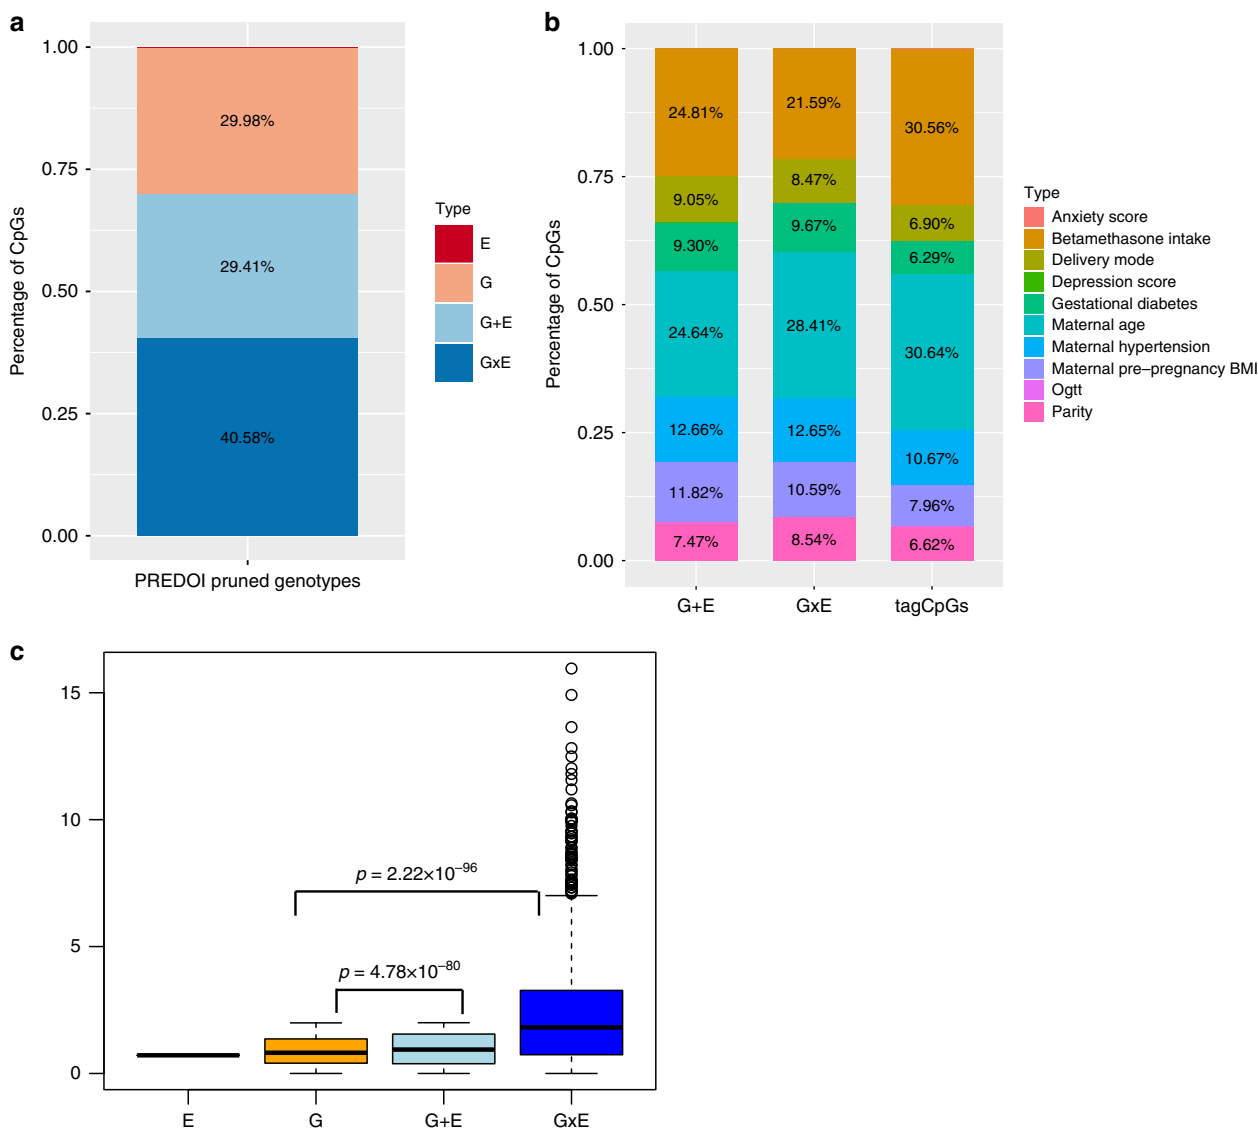 a
1.00
0.75
0.50
0.25
0.00
Percentage of CpGs
29.98%
29.41%
40.58%
PREDOI pruned genotypes
Type
E
G
G+E
GxE
b
1.00
0.75
0.50
0.25
0.00
Percentage of CpGs
24.81%
9.05%
9.30%
24.64%
12.66%
11.82%
7.47%
21.59%
8.47%
9.67%
28.41%
12.65%
10.59%
8.54%
30.56%
6.90%
6.29%
30.64%
10.67%
7.96%
6.62%
G+E GxE tagCpGs
Type
Anxiety score
Betamethasone intake
Delivery mode
Depression score
Gestational diabetes
Maternal age
Maternal hypertension
Maternal pre–pregnancy BMI
Ogtt
Parity
c
15
10
5
0
p = 2.22×10⁻⁹⁶
p = 4.78×10⁻⁸⁰
E G G+E GxE